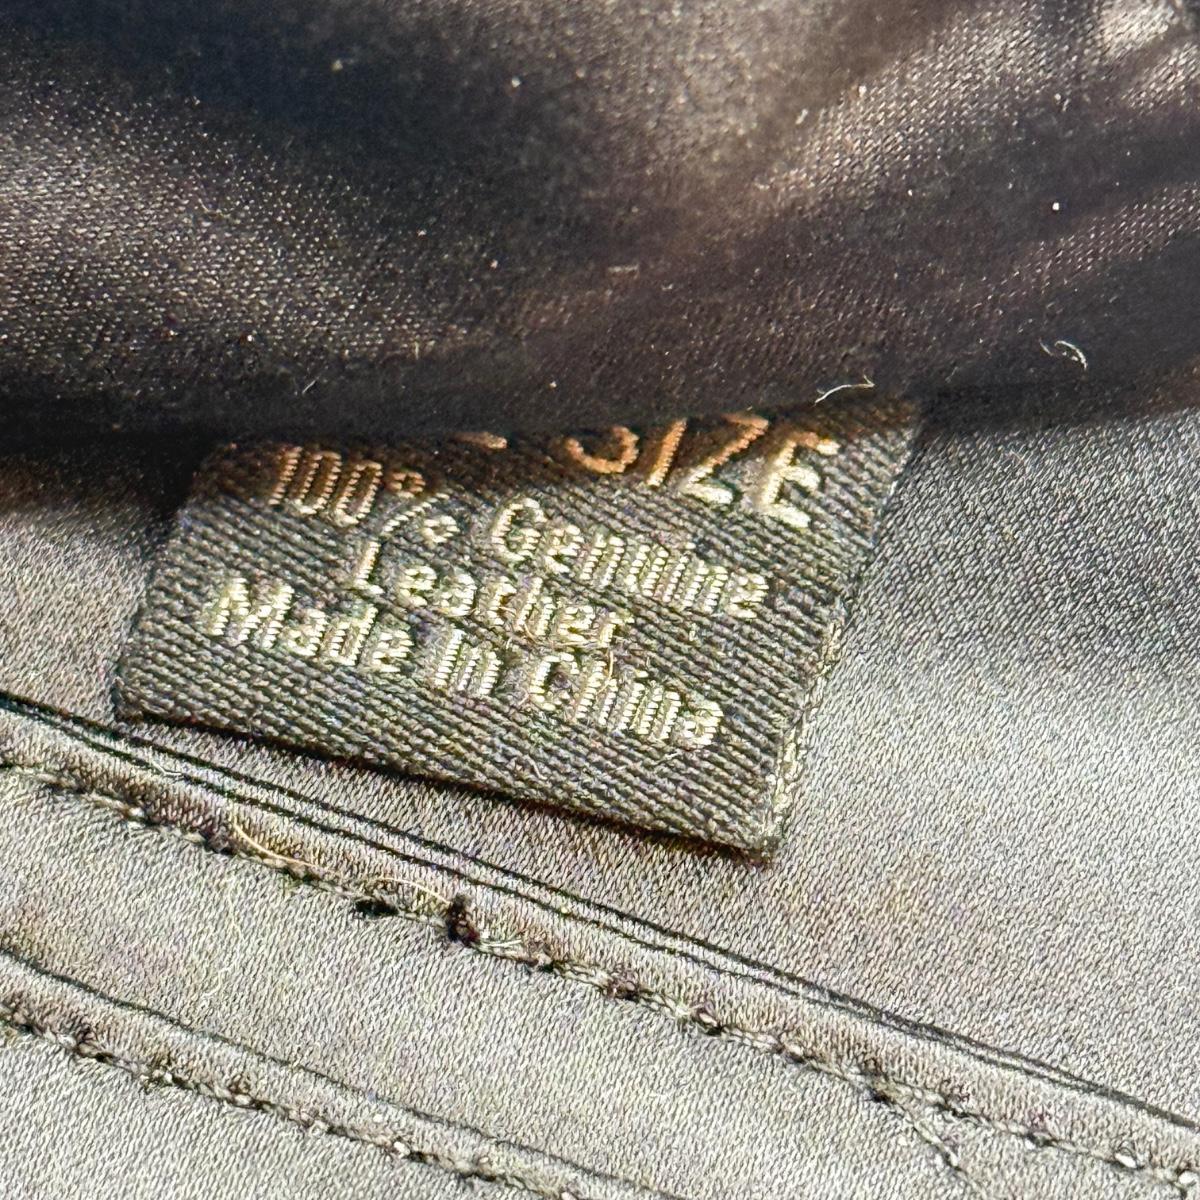 SIZE
100% Genuine
Leather
Made In China